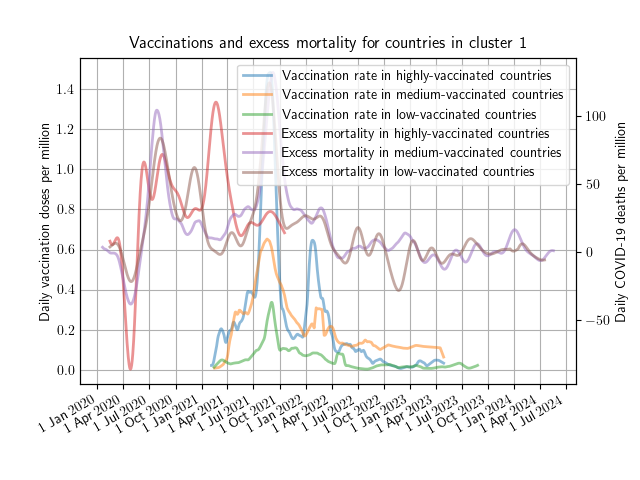 Vaccinations and excess mortality for countries in cluster 1
Vaccination rate in highly-vaccinated countries
Vaccination rate in medium-vaccinated countries
Vaccination rate in low-vaccinated countries
Excess mortality in highly-vaccinated countries
Excess mortality in medium-vaccinated countries
Excess mortality in low-vaccinated countries
Daily vaccination doses per million
1.4
1.2
1.0
0.8
0.6
0.4
0.2
0.0
Daily COVID-19 deaths per million
100
50
0
−50
1 Jan 2020
1 Apr 2020
1 Jul 2020
1 Oct 2020
1 Jan 2021
1 Apr 2021
1 Jul 2021
1 Oct 2021
1 Jan 2022
1 Apr 2022
1 Jul 2022
1 Oct 2022
1 Jan 2023
1 Apr 2023
1 Jul 2023
1 Oct 2023
1 Jan 2024
1 Apr 2024
1 Jul 2024